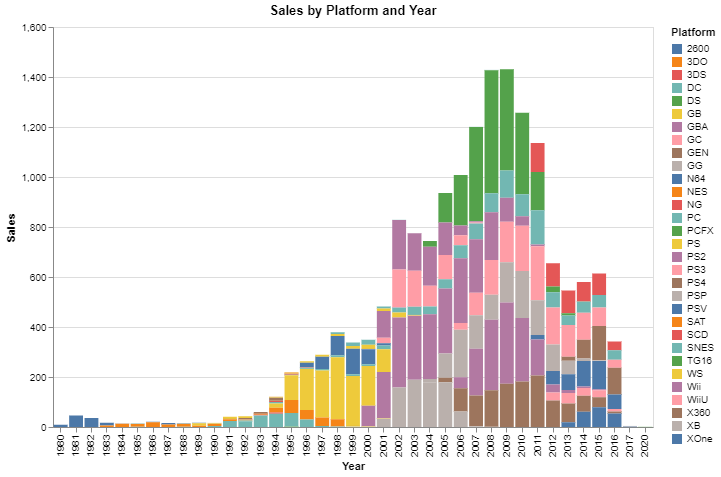 Sales by Platform and Year
Platform
2600
3DO
3DS
DC
DS
GB
GBA
GC
GEN
GG
N64
NES
NG
PC
PCFX
PS
PS2
PS3
PS4
PSP
PSV
SAT
SCD
SNES
TG16
WS
Wii
WiiU
X360
XB
XOne
Sales
1,600
1,400
1,200
1,000
800
600
400
200
0
1980
1981
1982
1983
1984
1985
1986
1987
1988
1989
1990
1991
1992
1993
1994
1995
1996
1997
1998
1999
2000
2001
2002
2003
2004
2005
2006
2007
2008
2009
2010
2011
2012
2013
2014
2015
2016
2017
2020
Year